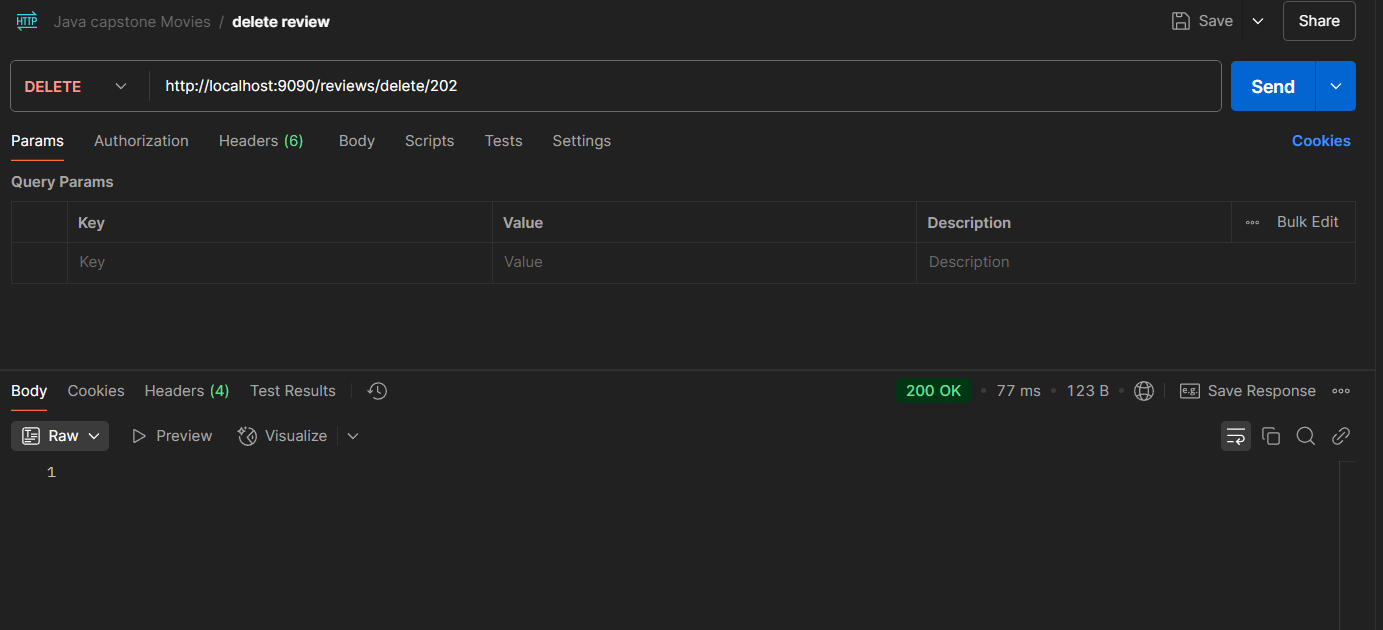 HTTP Java capstone Movies / delete review Save Share
DELETE http://localhost:9090/reviews/delete/202 Send
Params Authorization Headers (6) Body Scripts Tests Settings Cookies
Query Params
Key Value Description Bulk Edit
Key Value Description
Body Cookies Headers (4) Test Results 200 OK • 77 ms • 123 B • e.g. Save Response
Raw Preview Visualize
1